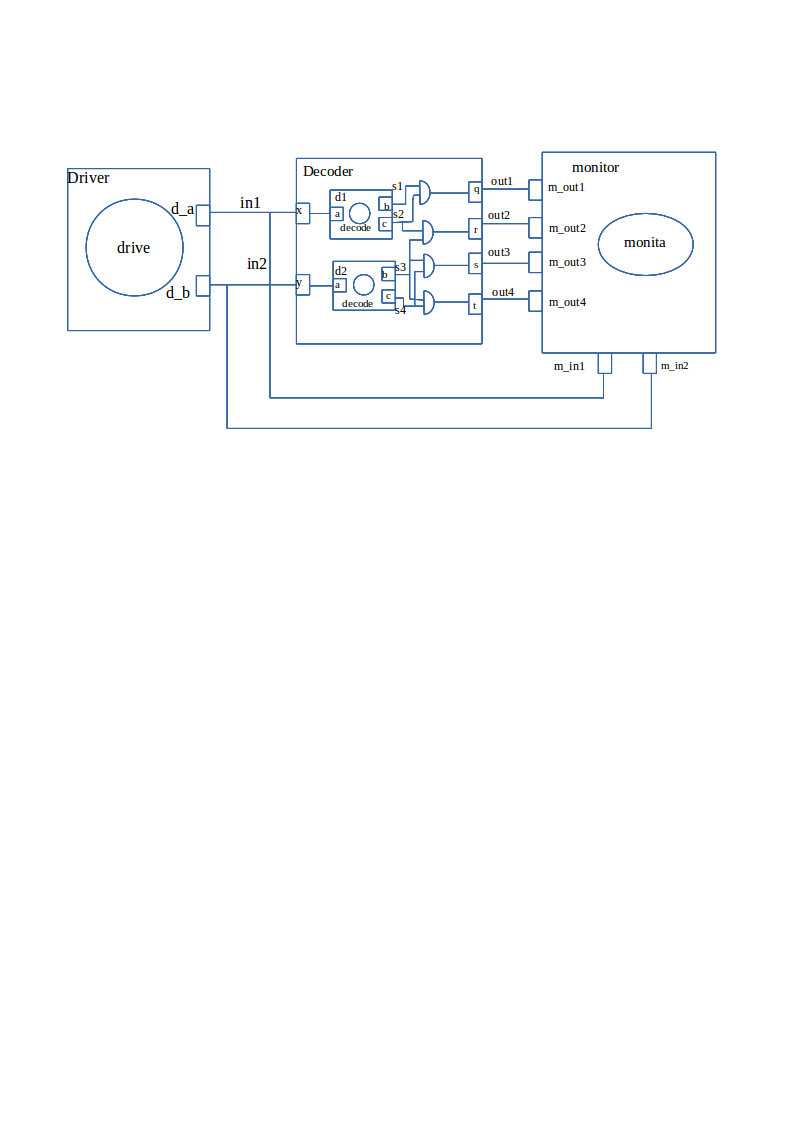 Driver
d_a
drive
d_b
in1
in2
Decoder
x
d1
a
b
c
decode
s1
s2
y
d2
a
b
c
decode
s3
s4
q
r
s
t
out1
out2
out3
out4
monitor
m_out1
m_out2
m_out3
m_out4
monita
m_in1
m_in2